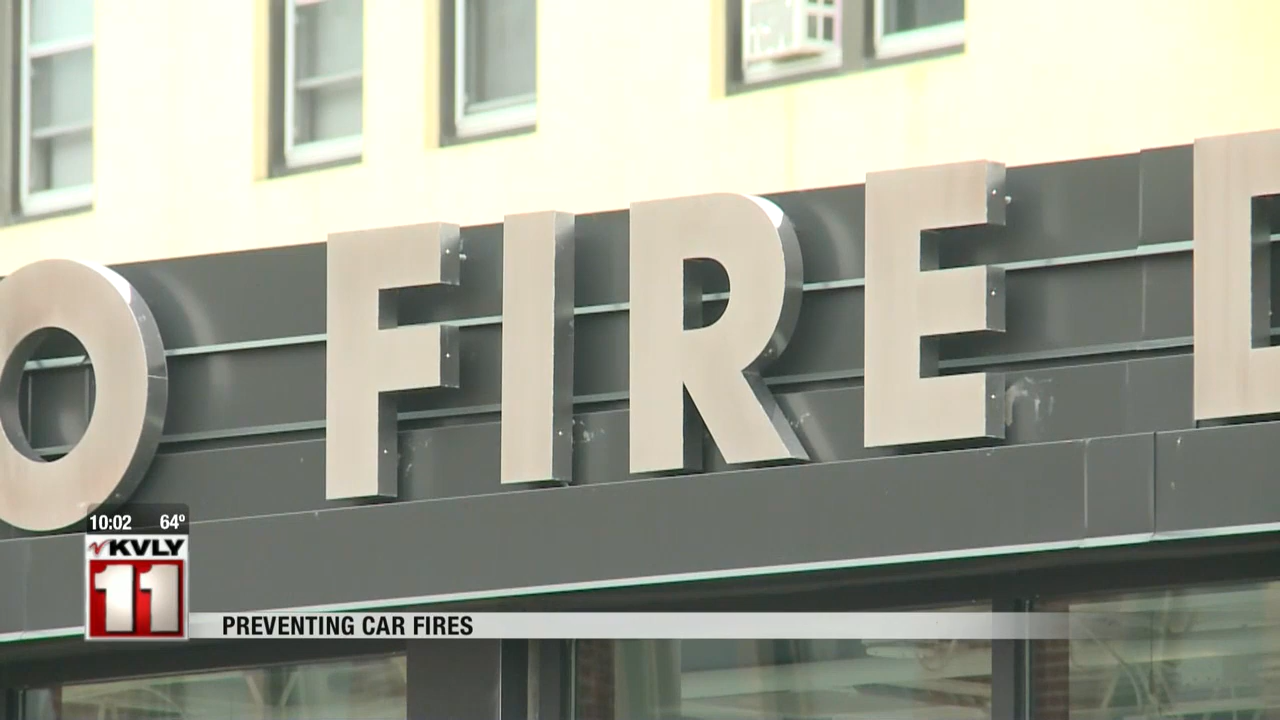 O FIRE D
10:02 64º
KVLY
11
PREVENTING CAR FIRES